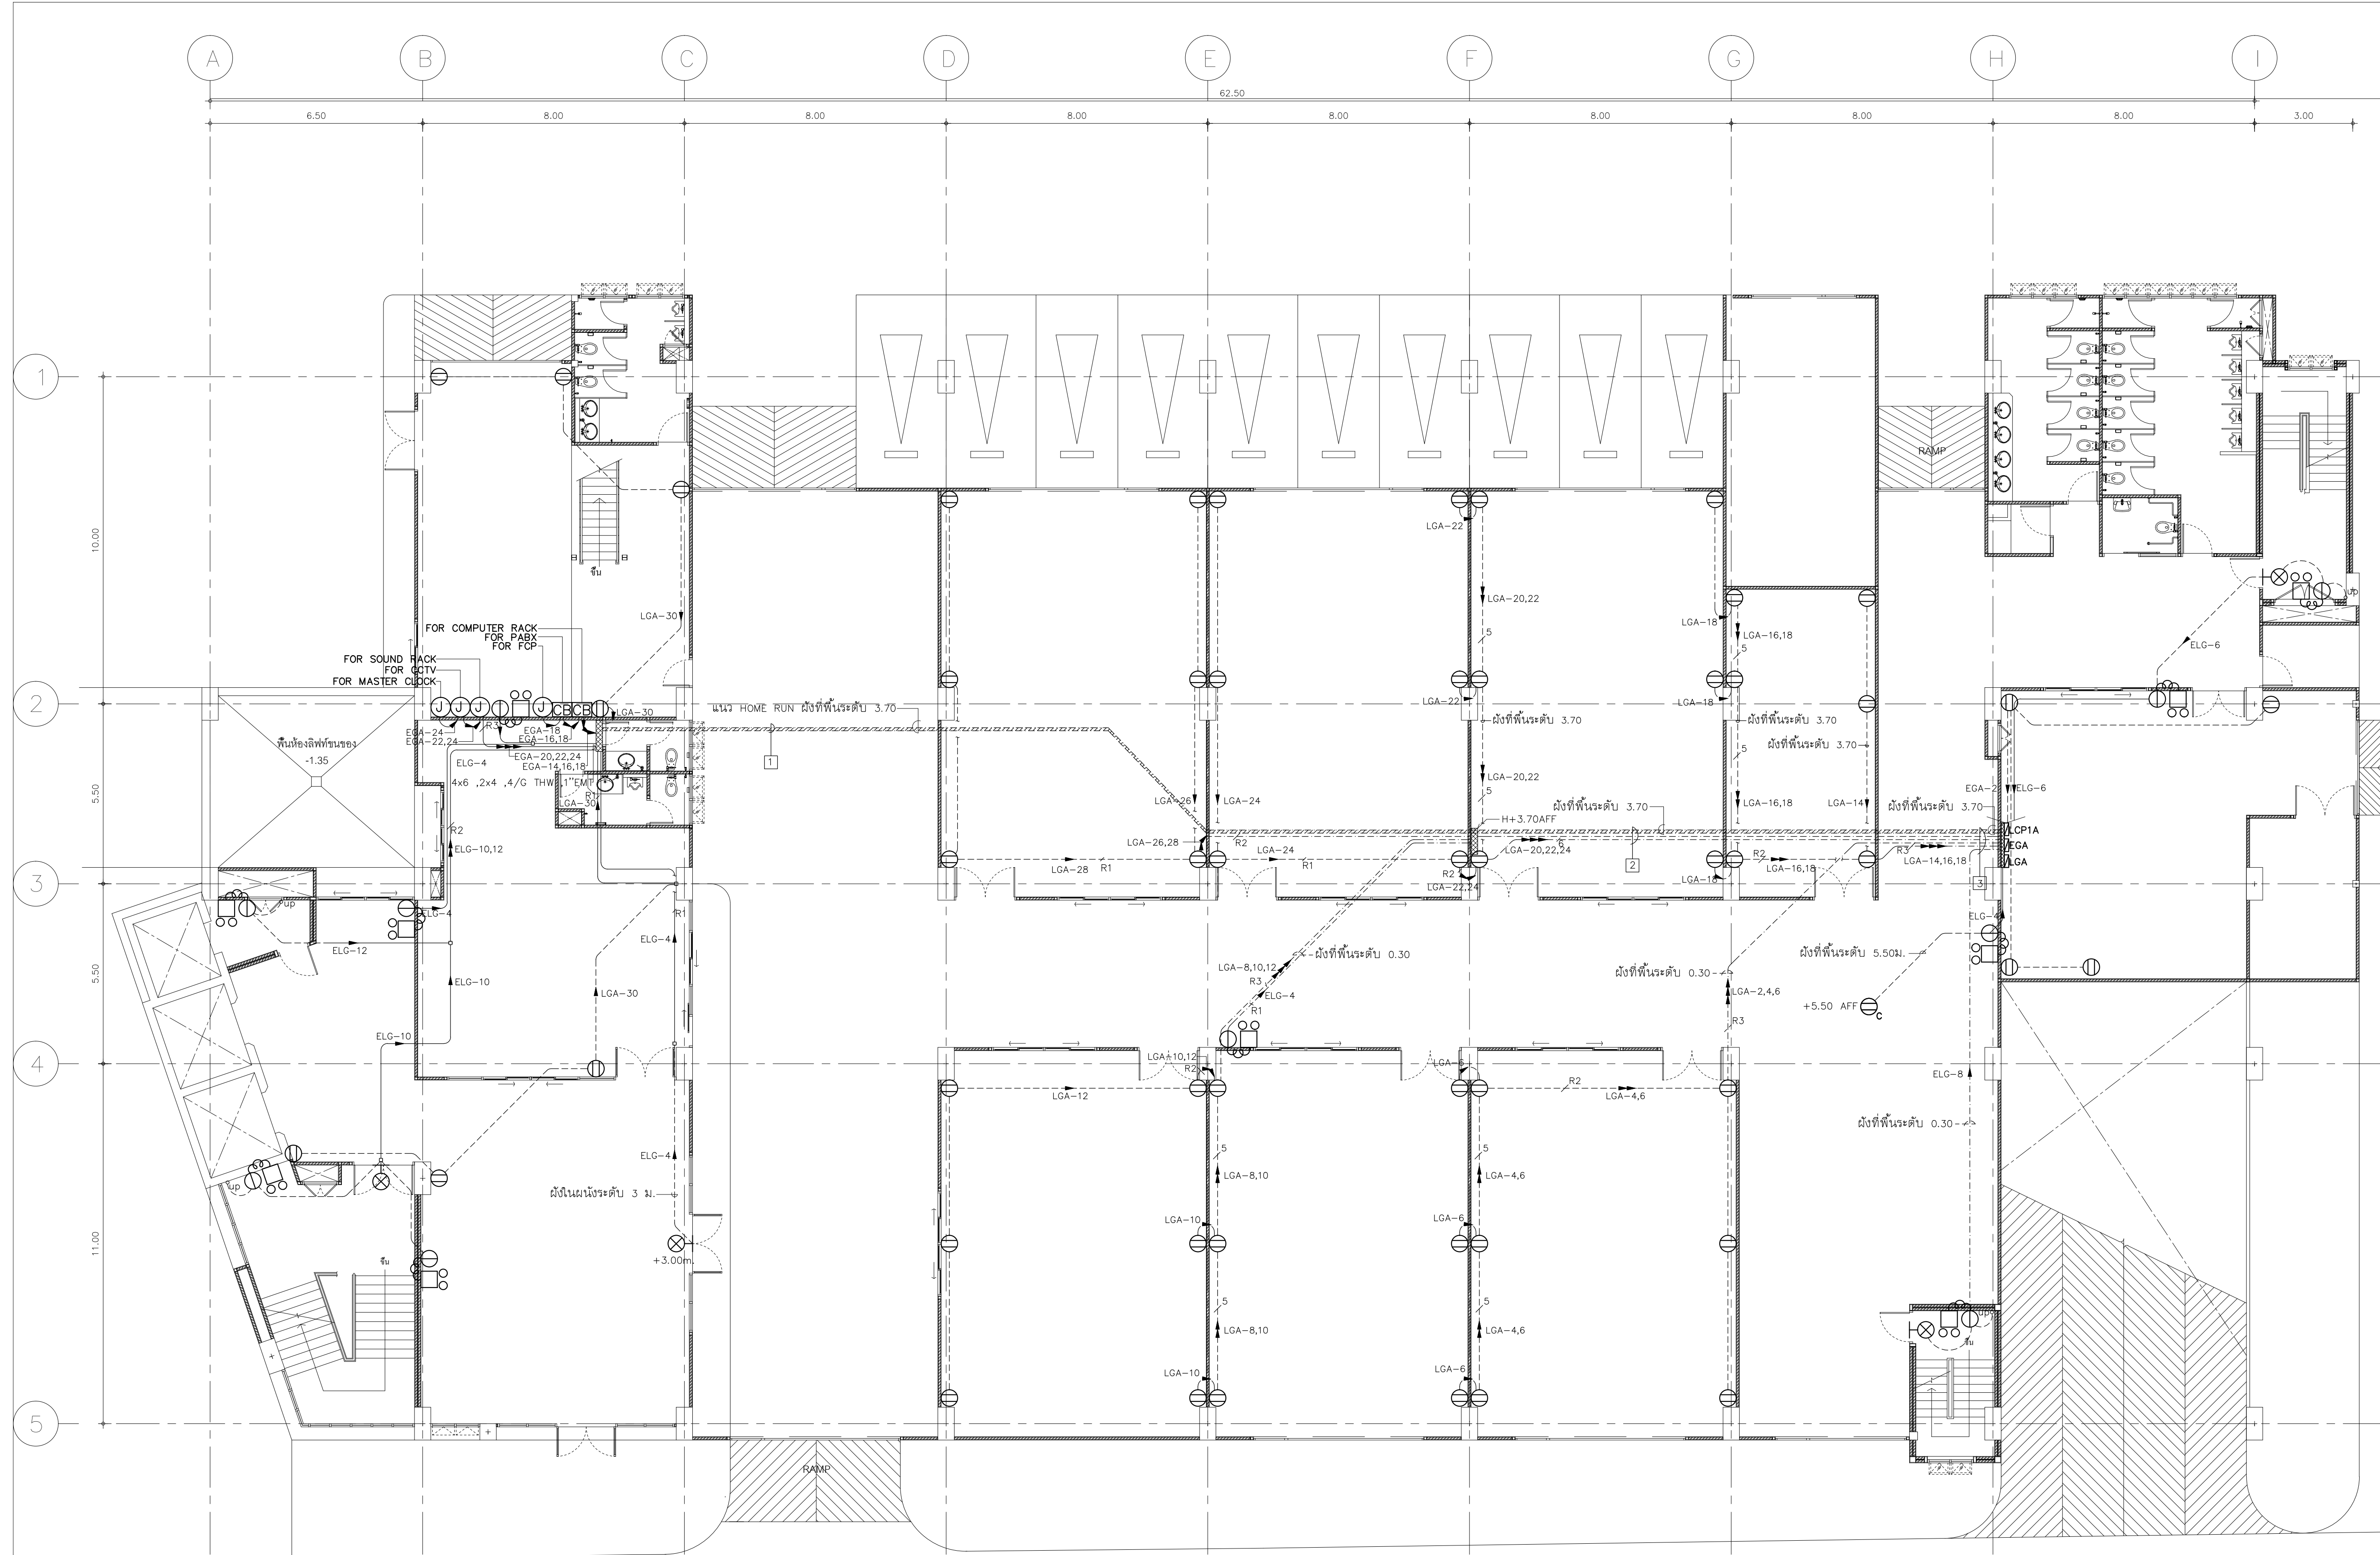 A B C D E F G H I
62.50
6.50 8.00 8.00 8.00 8.00 8.00 8.00 8.00 3.00
1
10.00
RAMP
LGA-22
ขึ้น
LGA-20,22
LGA-30
LGA-18
LGA-16,18
5
5
up
ELG-6
FOR COMPUTER RACK
FOR PABX
FOR FCP
FOR SOUND RACK
FOR CCTV
FOR MASTER CLOCK
2
J J J J CB CB
LGA-30
แนว HOME RUN ฝังที่พื้นระดับ 3.70
LGA-22
LGA-18
ฝังที่พื้นระดับ 3.70
ฝังที่พื้นระดับ 3.70
ฝังที่พื้นระดับ 3.70
R3
EGA-24
EGA-22,24
EGA-18
EGA-16,18
6
EGA-20,22,24
EGA-14,16,18
ELG-4
4x6 ,2x4 ,4/G THW ,1"EMT
พื้นห้องลิฟท์ขนของ
-1.35
1
5
LGA-20,22
5
5.50
R1
LGA-30
LGA-26
LGA-24
LGA-16,18
LGA-14
ฝังที่พื้นระดับ 3.70
ฝังที่พื้นระดับ 3.70
EGA-2
ELG-6
H+3.70AFF
LCP1A
EGA
LGA
R2
ELG-10,12
LGA-26,28
R2
LGA-24
R1
LGA-20,22,24
6
R2
LGA-16,18
R3
LGA-14,16,18
LGA-28
R1
2
3
R2
LGA-22,24
LGA-18
3
up
ELG-4
R1
ELG-4
ELG-12
ELG-4
ฝังที่พื้นระดับ 0.30
ฝังที่พื้นระดับ 5.50ม.
LGA-8,10,12
R3
ELG-4
R1
ฝังที่พื้นระดับ 0.30
5.50
ELG-10
LGA-30
LGA-2,4,6
+5.50 AFF
C
R3
ELG-10
4
LGA-10,12
R2
LGA-6
R2
LGA-12
LGA-4,6
ELG-8
ฝังที่พื้นระดับ 0.30
ELG-4
5
5
LGA-8,10
LGA-4,6
up
ฝังในผนังระดับ 3 ม.
LGA-10
LGA-6
11.00
+3.00m.
ขึ้น
5
5
LGA-8,10
LGA-4,6
up
ขึ้น
LGA-10
LGA-6
5
RAMP